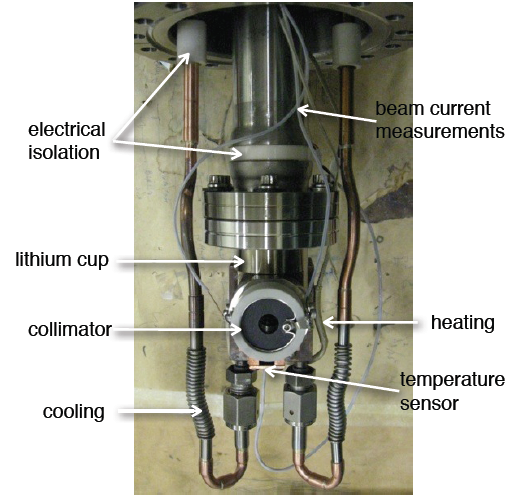 electrical
isolation
beam current
measurements
lithium cup
collimator
heating
temperature
sensor
cooling